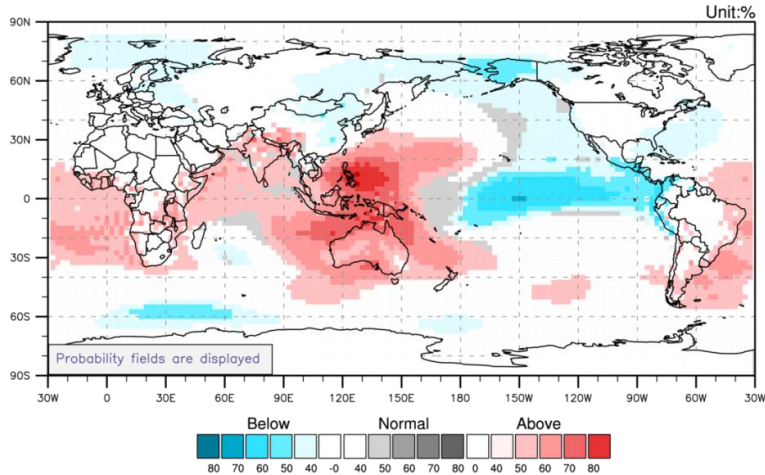 Unit:%
90N
60N
30N
0
30S
60S
90S
Probability fields are displayed
30W 0 30E 60E 90E 120E 150E 180 150W 120W 90W 60W 30W
Below Normal Above
80 70 60 50 40 -0 40 50 60 70 80 0 40 50 60 70 80